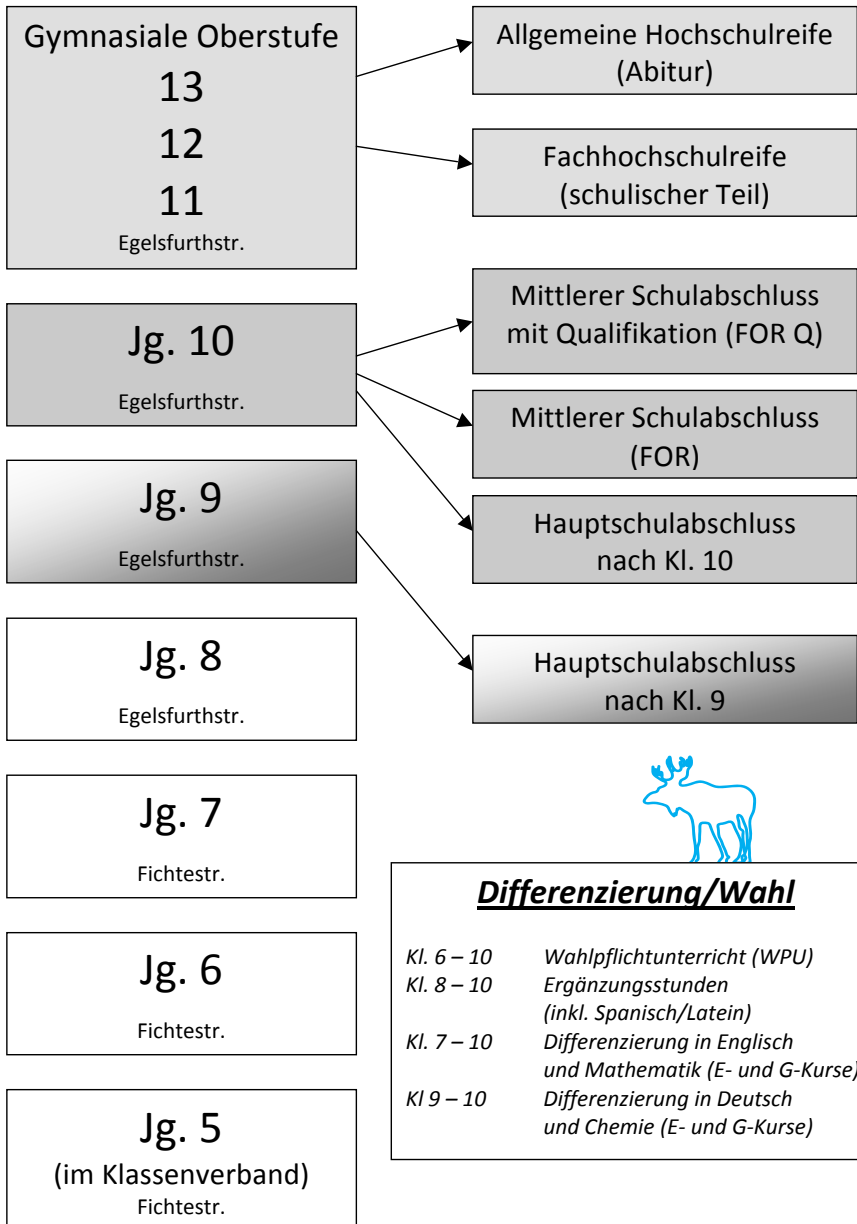 Gymnasiale Oberstufe
13
12
11
Egelsfurthstr.
Allgemeine Hochschulreife
(Abitur)
Fachhochschulreife
(schulischer Teil)
Jg. 10
Egelsfurthstr.
Mittlerer Schulabschluss
mit Qualifikation (FOR Q)
Mittlerer Schulabschluss
(FOR)
Jg. 9
Egelsfurthstr.
Hauptschulabschluss
nach Kl. 10
Jg. 8
Egelsfurthstr.
Hauptschulabschluss
nach Kl. 9
Jg. 7
Fichtestr.
Jg. 6
Fichtestr.
Jg. 5
(im Klassenverband)
Fichtestr.
Differenzierung/Wahl
Kl. 6 – 10 Wahlpflichtunterricht (WPU)
Kl. 8 – 10 Ergänzungsstunden
(inkl. Spanisch/Latein)
Kl. 7 – 10 Differenzierung in Englisch
und Mathematik (E- und G-Kurse)
Kl 9 – 10 Differenzierung in Deutsch
und Chemie (E- und G-Kurse)